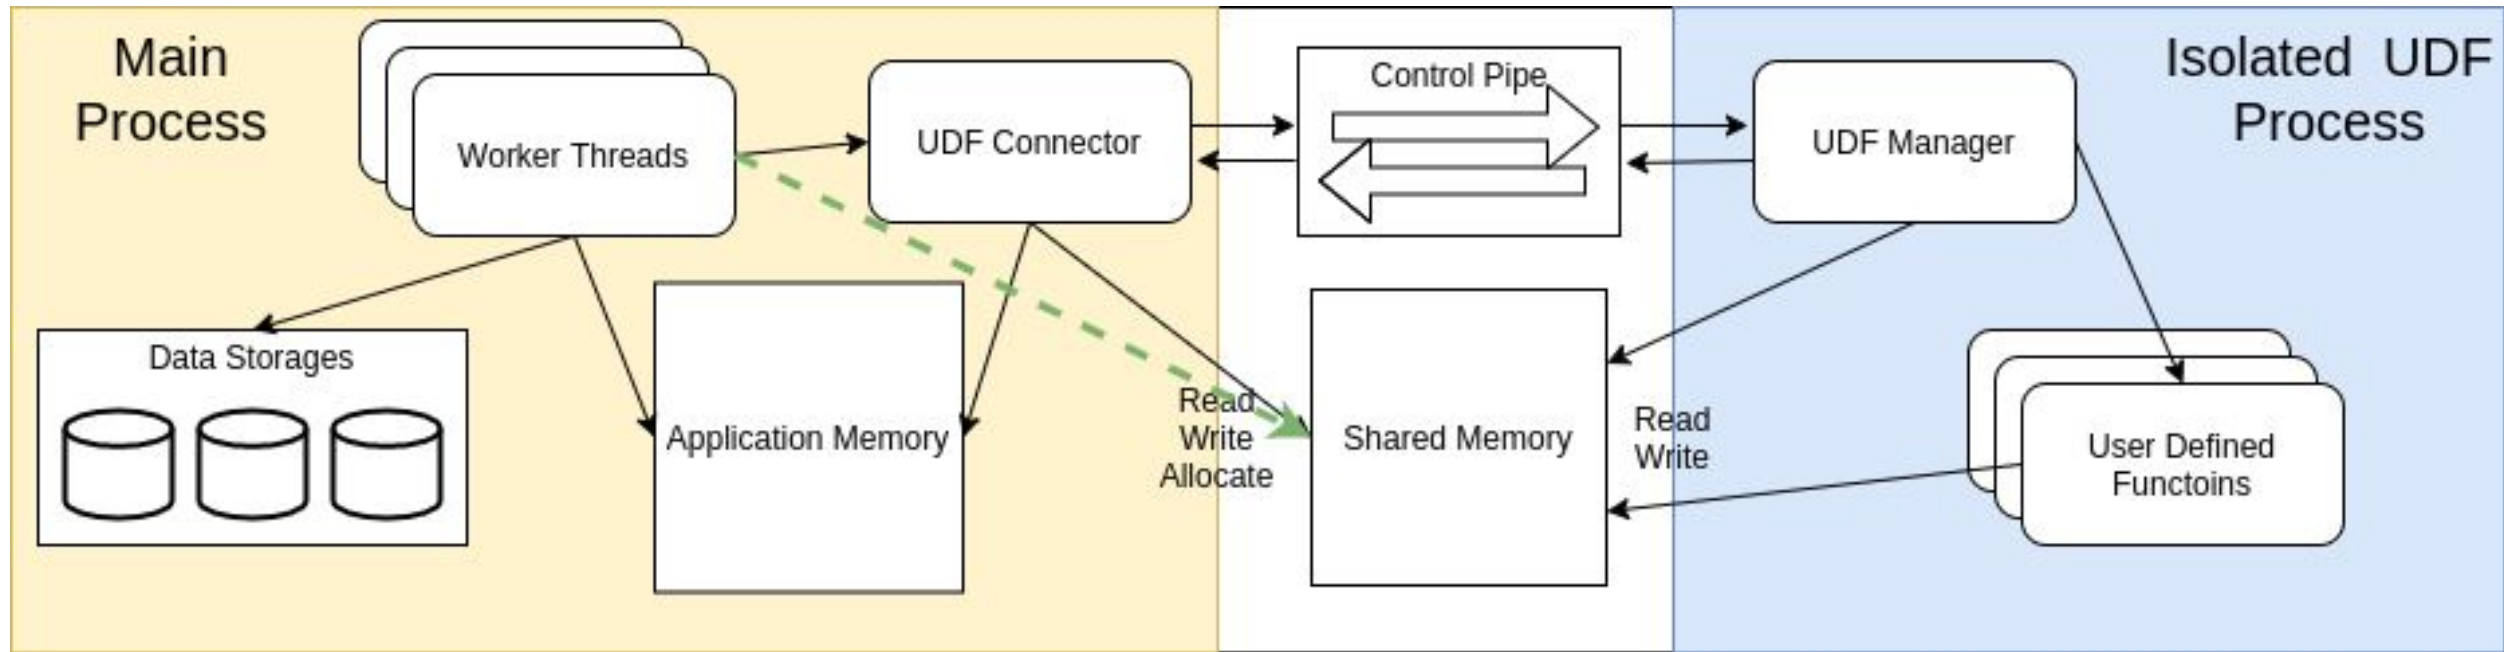 Main
Process
Worker Threads
UDF Connector
Control Pipe
UDF Manager
Isolated UDF
Process
Data Storages
Application Memory
Read
Write
Allocate
Shared Memory
Read
Write
User Defined
Functoins